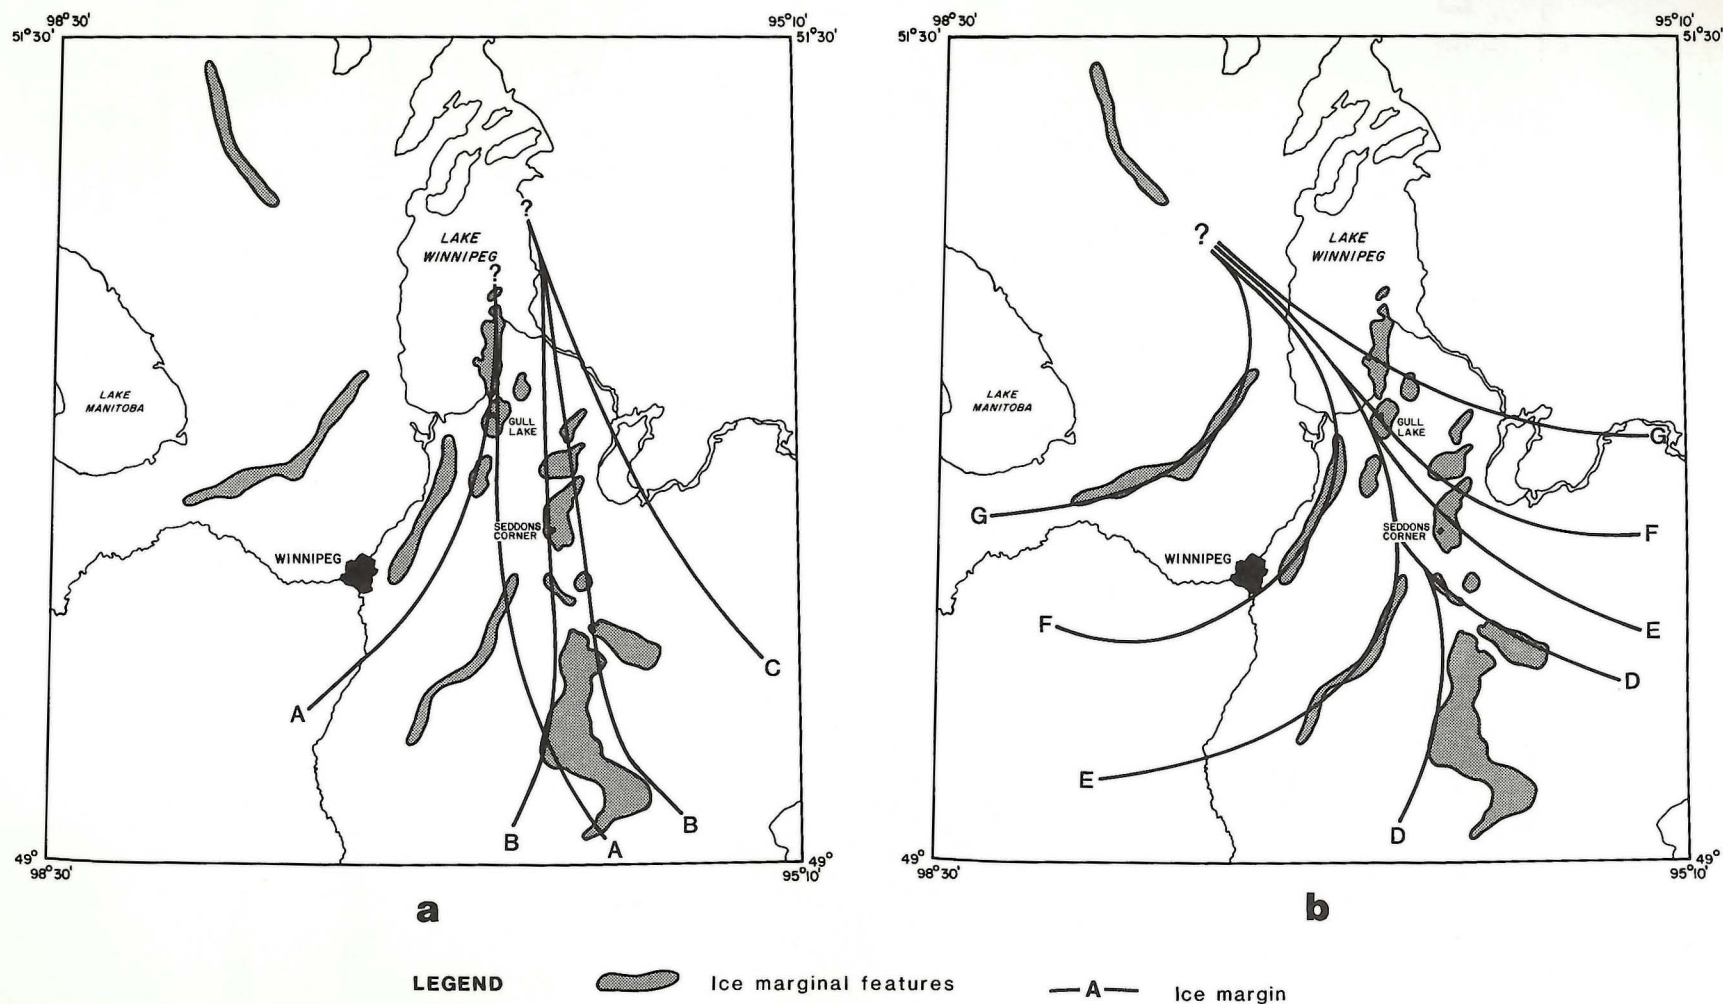 98°30' 95°10'
51°30' 51°30'
?
LAKE
WINNIPEG
?
LAKE
MANITOBA
GULL
LAKE
SEDDONS
CORNER
WINNIPEG
C
A
B
B
A
49° 49°
98°30' 95°10'
a
98°30' 95°10'
51°30' 51°30'
?
LAKE
WINNIPEG
LAKE
MANITOBA
GULL
LAKE
G
G
SEDDONS
CORNER
F
WINNIPEG
F
E
D
E
D
49° 49°
98°30' 95°10'
b
LEGEND Ice marginal features A Ice margin